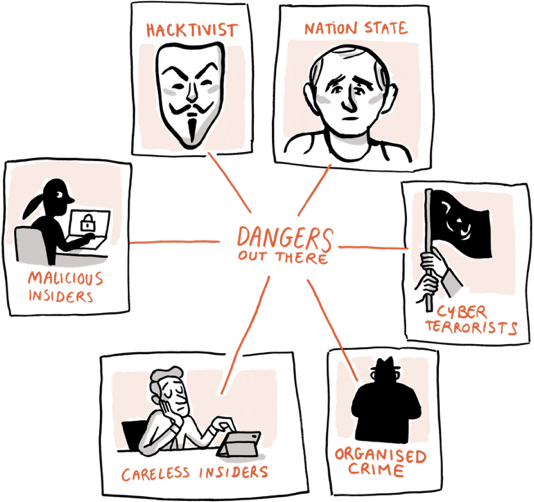 HACKTIVIST
NATION STATE
DANGERS
OUT THERE
MALICIOUS
INSIDERS
CYBER
TERRORISTS
CARELESS INSIDERS
ORGANISED
CRIME